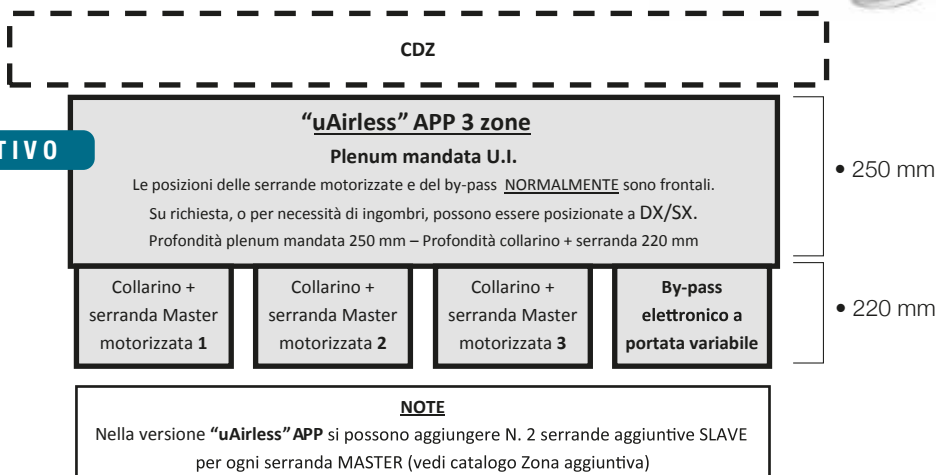 CDZ
“uAirless” APP 3 zone
TIVO
Plenum mandata U.I.
Le posizioni delle serrande motorizzate e del by-pass NORMALMENTE sono frontali.
Su richiesta, o per necessità di ingombri, possono essere posizionate a DX/SX.
Profondità plenum mandata 250 mm – Profondità collarino + serranda 220 mm
• 250 mm
Collarino +
serranda Master
motorizzata 1
Collarino +
serranda Master
motorizzata 2
Collarino +
serranda Master
motorizzata 3
By-pass
elettronico a
portata variabile
• 220 mm
NOTE
Nella versione “uAirless” APP si possono aggiungere N. 2 serrande aggiuntive SLAVE
per ogni serranda MASTER (vedi catalogo Zona aggiuntiva)